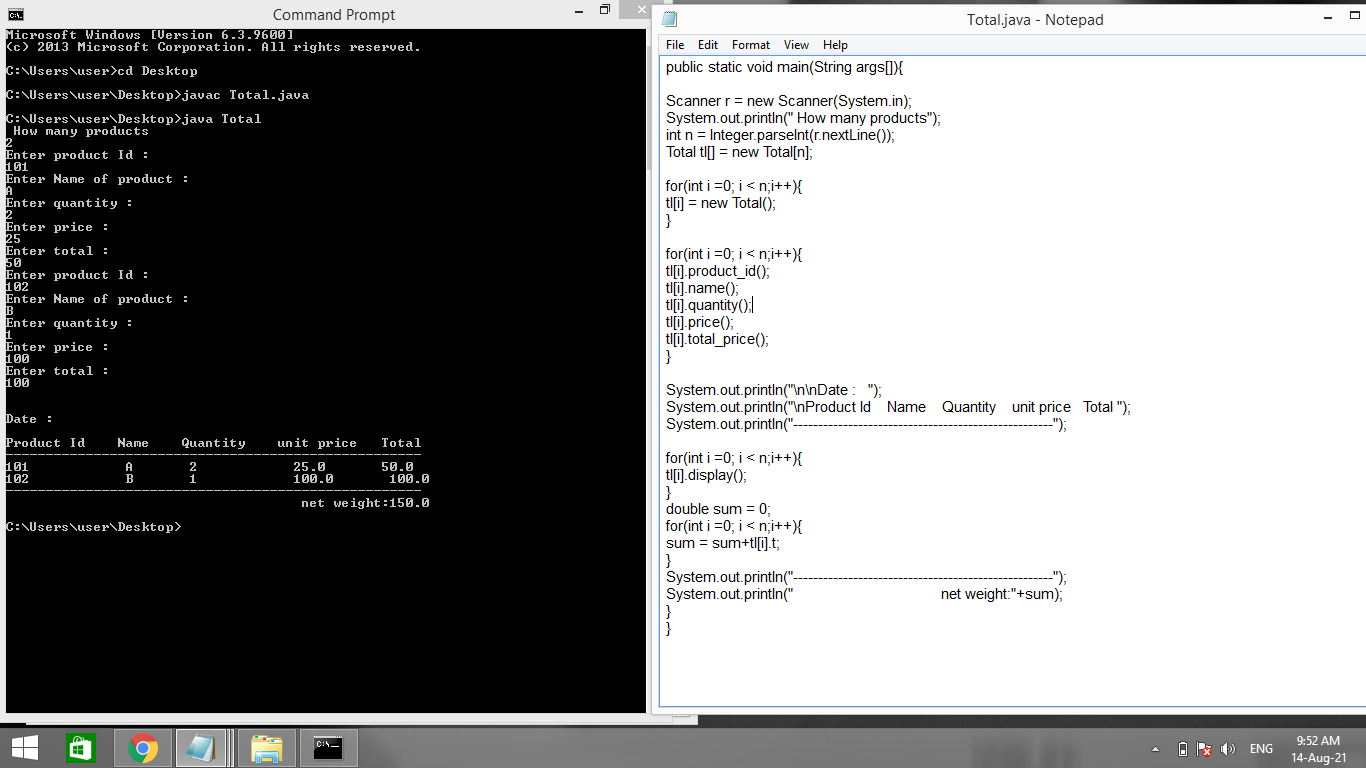 Command Prompt
Microsoft Windows [Version 6.3.9600]
(c) 2013 Microsoft Corporation. All rights reserved.
C:\Users\user>cd Desktop
C:\Users\user\Desktop>javac Total.java
C:\Users\user\Desktop>java Total
How many products
2
Enter product Id :
101
Enter Name of product :
A
Enter quantity :
2
Enter price :
25
Enter total :
50
Enter product Id :
102
Enter Name of product :
B
Enter quantity :
1
Enter price :
100
Enter total :
100
Date :
Product Id    Name    Quantity    unit price   Total
----------------------------------------------------
101            A       2            25.0       50.0
102            B       1            100.0       100.0
----------------------------------------------------
net weight:150.0
C:\Users\user\Desktop>
Total.java - Notepad
File Edit Format View Help
public static void main(String args[]){
Scanner r = new Scanner(System.in);
System.out.println(" How many products");
int n = Integer.parseInt(r.nextLine());
Total tl[] = new Total[n];
for(int i =0; i < n;i++){
tl[i] = new Total();
}
for(int i =0; i < n;i++){
tl[i].product_id();
tl[i].name();
tl[i].quantity();
tl[i].price();
tl[i].total_price();
}
System.out.println("\n\nDate :   ");
System.out.println("\nProduct Id    Name    Quantity    unit price   Total ");
System.out.println("----------------------------------------------------");
for(int i =0; i < n;i++){
tl[i].display();
}
double sum = 0;
for(int i =0; i < n;i++){
sum = sum+tl[i].t;
}
System.out.println("----------------------------------------------------");
System.out.println("                                     net weight:"+sum);
}
}
C:\
ENG
9:52 AM
14-Aug-21